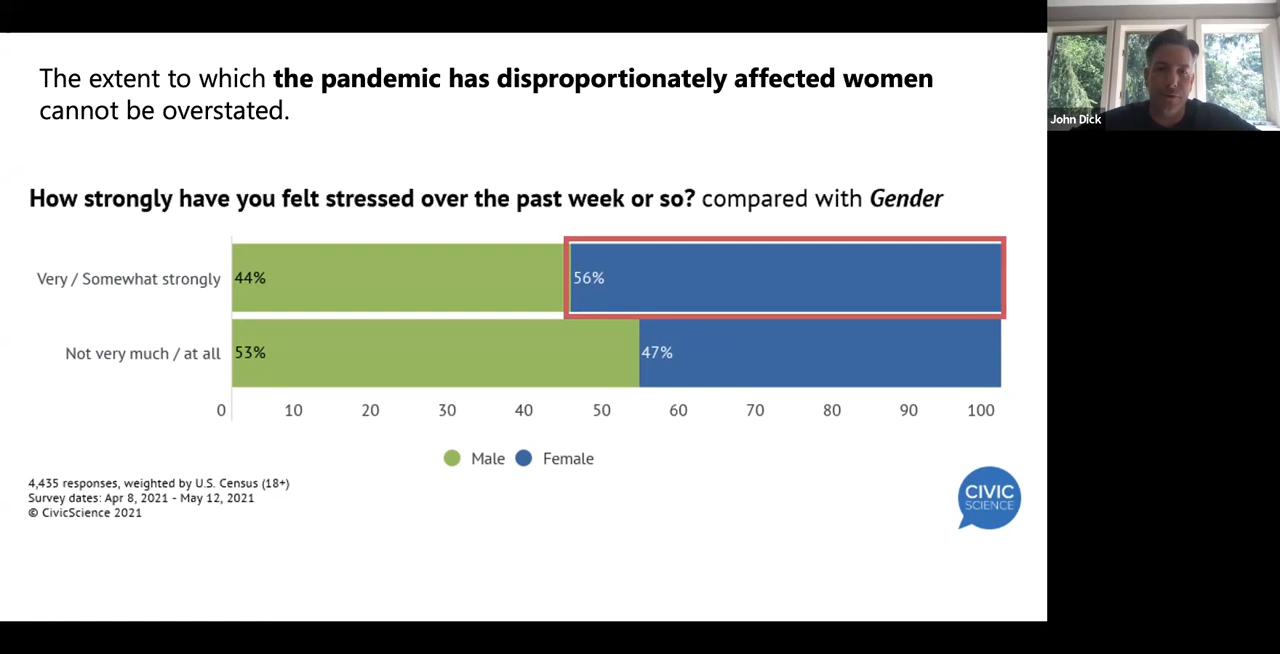 The extent to which the pandemic has disproportionately affected women
cannot be overstated.
John Dick
How strongly have you felt stressed over the past week or so? compared with Gender
Very / Somewhat strongly 44% 56%
Not very much / at all 53% 47%
0 10 20 30 40 50 60 70 80 90 100
Male Female
4,435 responses, weighted by U.S. Census (18+)
Survey dates: Apr 8, 2021 - May 12, 2021
© CivicScience 2021
CIVIC
SCIENCE